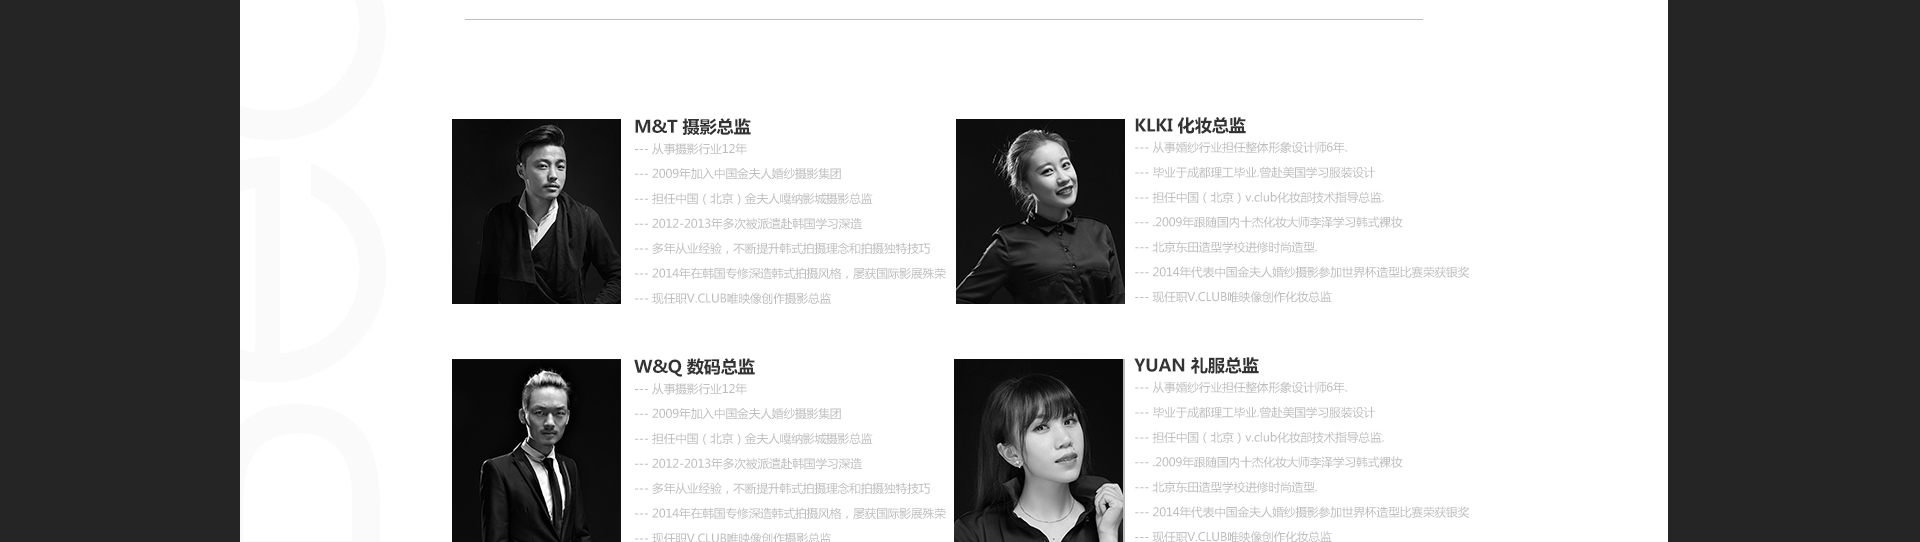 M&T 摄影总监
--- 从事摄影行业12年
--- 2009年加入中国金夫人婚纱摄影集团
--- 担任中国（北京）金夫人嘎纳影城摄影总监
--- 2012-2013年多次被派遣赴韩国学习深造
--- 多年从业经验，不断提升韩式拍摄理念和拍摄独特技巧
--- 2014年在韩国专修深造韩式拍摄风格，屡获国际影展殊荣
--- 现任职V.CLUB唯映像创作摄影总监
KLKI 化妆总监
--- 从事婚纱行业担任整体形象设计师6年.
--- 毕业于成都理工毕业.曾赴美国学习服装设计
--- 担任中国（北京）v.club化妆部技术指导总监.
--- .2009年跟随国内十杰化妆大师李泽学习韩式裸妆
--- 北京东田造型学校进修时尚造型.
--- 2014年代表中国金夫人婚纱摄影参加世界杯造型比赛荣获银奖
--- 现任职V.CLUB唯映像创作化妆总监
W&Q 数码总监
--- 从事摄影行业12年
--- 2009年加入中国金夫人婚纱摄影集团
--- 担任中国（北京）金夫人嘎纳影城摄影总监
--- 2012-2013年多次被派遣赴韩国学习深造
--- 多年从业经验，不断提升韩式拍摄理念和拍摄独特技巧
--- 2014年在韩国专修深造韩式拍摄风格，屡获国际影展殊荣
--- 现任职V.CLUB唯映像创作摄影总监
YUAN 礼服总监
--- 从事婚纱行业担任整体形象设计师6年.
--- 毕业于成都理工毕业.曾赴美国学习服装设计
--- 担任中国（北京）v.club化妆部技术指导总监.
--- .2009年跟随国内十杰化妆大师李泽学习韩式裸妆
--- 北京东田造型学校进修时尚造型.
--- 2014年代表中国金夫人婚纱摄影参加世界杯造型比赛荣获银奖
--- 现任职V.CLUB唯映像创作化妆总监